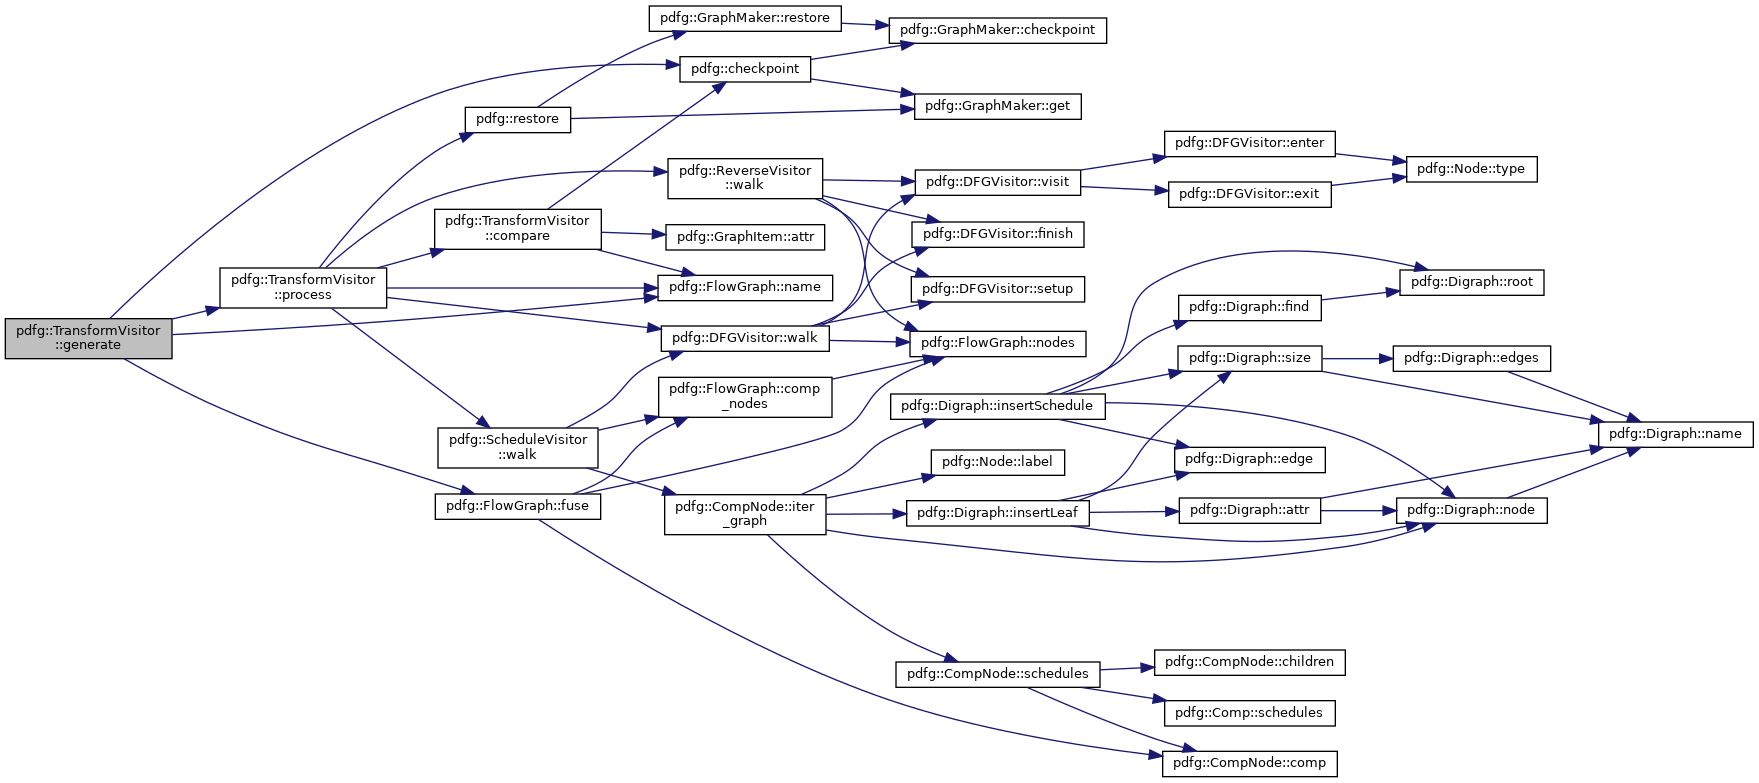 pdfg::TransformVisitor
::generate
pdfg::TransformVisitor
::process
pdfg::restore
pdfg::TransformVisitor
::compare
pdfg::ScheduleVisitor
::walk
pdfg::FlowGraph::fuse
pdfg::GraphMaker::restore
pdfg::checkpoint
pdfg::ReverseVisitor
::walk
pdfg::GraphItem::attr
pdfg::FlowGraph::name
pdfg::DFGVisitor::walk
pdfg::FlowGraph::comp
_nodes
pdfg::CompNode::iter
_graph
pdfg::GraphMaker::checkpoint
pdfg::GraphMaker::get
pdfg::DFGVisitor::visit
pdfg::DFGVisitor::finish
pdfg::DFGVisitor::setup
pdfg::FlowGraph::nodes
pdfg::Digraph::insertSchedule
pdfg::Node::label
pdfg::Digraph::insertLeaf
pdfg::CompNode::schedules
pdfg::DFGVisitor::enter
pdfg::DFGVisitor::exit
pdfg::Digraph::find
pdfg::Digraph::size
pdfg::Digraph::edge
pdfg::Digraph::attr
pdfg::CompNode::children
pdfg::Comp::schedules
pdfg::CompNode::comp
pdfg::Node::type
pdfg::Digraph::root
pdfg::Digraph::edges
pdfg::Digraph::node
pdfg::Digraph::name